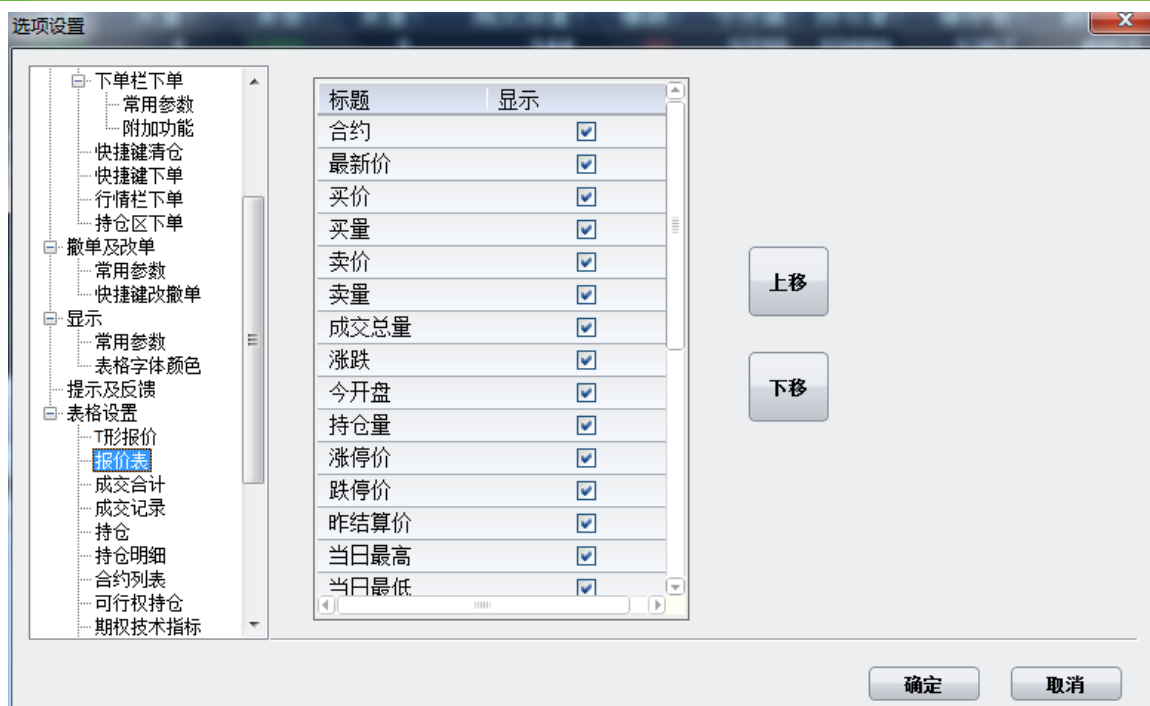 选项设置
下单栏下单
常用参数
附加功能
快捷键清仓
快捷键下单
行情栏下单
持仓区下单
撤单及改单
常用参数
快捷键改撤单
显示
常用参数
表格字体颜色
提示及反馈
表格设置
T形报价
报价表
成交合计
成交记录
持仓
持仓明细
合约列表
可行权持仓
期权技术指标
标题 显示
合约
最新价
买价
买量
卖价
卖量
成交总量
涨跌
今开盘
持仓量
涨停价
跌停价
昨结算价
当日最高
当日最低
上移
下移
确定 取消